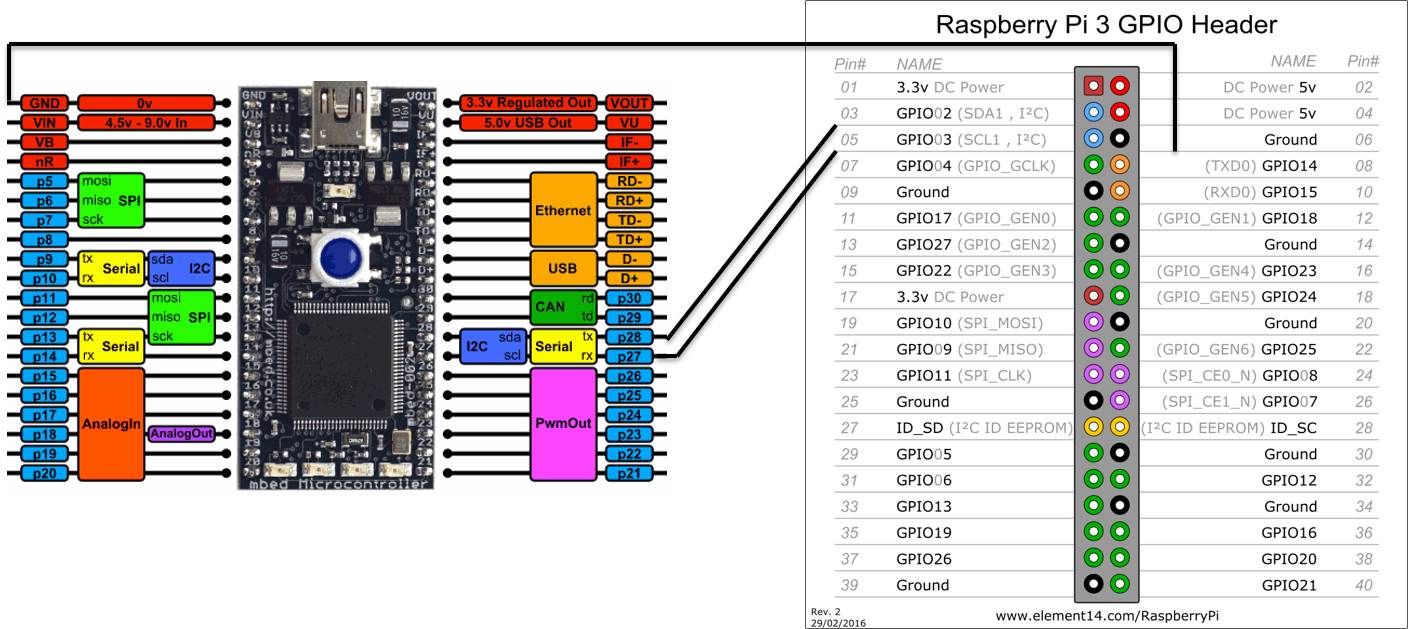 Raspberry Pi 3 GPIO Header
Pin# NAME NAME Pin#
01 3.3v DC Power DC Power 5v 02
03 GPIO02 (SDA1 , I²C) DC Power 5v 04
05 GPIO03 (SCL1 , I²C) Ground 06
07 GPIO04 (GPIO_GCLK) (TXD0) GPIO14 08
09 Ground (RXD0) GPIO15 10
11 GPIO17 (GPIO_GEN0) (GPIO_GEN1) GPIO18 12
13 GPIO27 (GPIO_GEN2) Ground 14
15 GPIO22 (GPIO_GEN3) (GPIO_GEN4) GPIO23 16
17 3.3v DC Power (GPIO_GEN5) GPIO24 18
19 GPIO10 (SPI_MOSI) Ground 20
21 GPIO09 (SPI_MISO) (GPIO_GEN6) GPIO25 22
23 GPIO11 (SPI_CLK) (SPI_CE0_N) GPIO08 24
25 Ground (SPI_CE1_N) GPIO07 26
27 ID_SD (I²C ID EEPROM) (I²C ID EEPROM) ID_SC 28
29 GPIO05 Ground 30
31 GPIO06 GPIO12 32
33 GPIO13 Ground 34
35 GPIO19 GPIO16 36
37 GPIO26 GPIO20 38
39 Ground GPIO21 40
Rev. 2
29/02/2016
www.element14.com/RaspberryPi
GND 0v
VIN 4.5v - 9.0v In
VB
nR
p5 mosi
p6 miso SPI
p7 sck
p8
p9 tx Serial sda I2C
p10 rx scl
p11 mosi
p12 miso SPI
p13 tx Serial sck
p14 rx
p15
p16
p17 AnalogIn
p18 AnalogOut
p19
p20
3.3v Regulated Out VOUT
5.0v USB Out VU
IF-
IF+
RD-
Ethernet RD+
TD-
TD+
USB D-
D+
CAN rd p30
td p29
I2C sda Serial tx p28
scl rx p27
p26
p25
PwmOut p24
p23
p22
p21
GND
VIN
VB
nR
VOUT
VU
http://mbed.co.uk
mbed Microcontroller